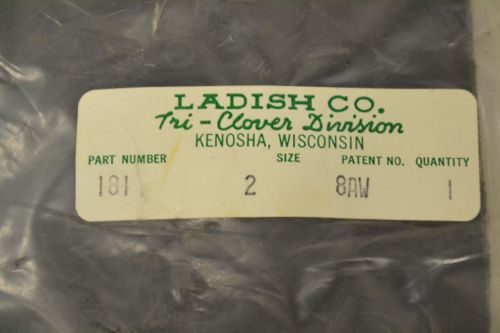 LADISH CO.
Tri-Clover Division
KENOSHA, WISCONSIN
PART NUMBER SIZE PATENT NO. QUANTITY
181 2 8AW 1